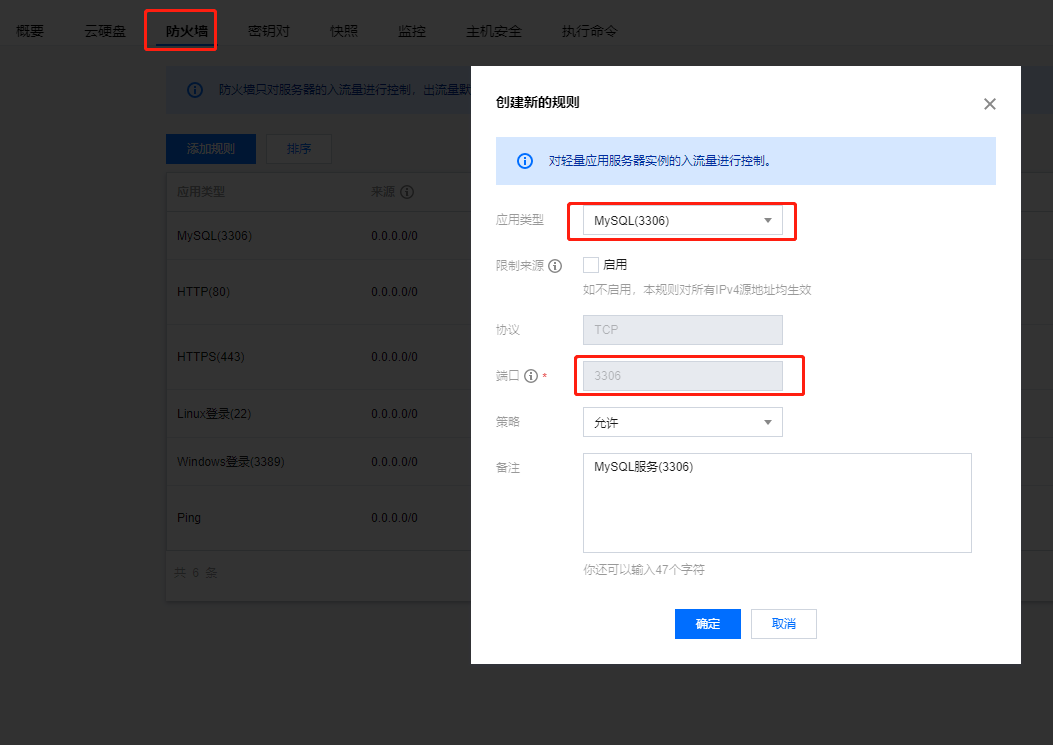 概要 云硬盘 防火墙 密钥对 快照 监控 主机安全 执行命令
防火墙只对服务器的入流量进行控制，出流量默
添加规则 排序
应用类型 来源
MySQL(3306) 0.0.0.0/0
HTTP(80) 0.0.0.0/0
HTTPS(443) 0.0.0.0/0
Linux登录(22) 0.0.0.0/0
Windows登录(3389) 0.0.0.0/0
Ping 0.0.0.0/0
共 6 条
创建新的规则
对轻量应用服务器实例的入流量进行控制。
应用类型 MySQL(3306)
限制来源 启用
如不启用，本规则对所有IPv4源地址均生效
协议 TCP
端口 * 3306
策略 允许
备注 MySQL服务(3306)
你还可以输入47个字符
确定 取消